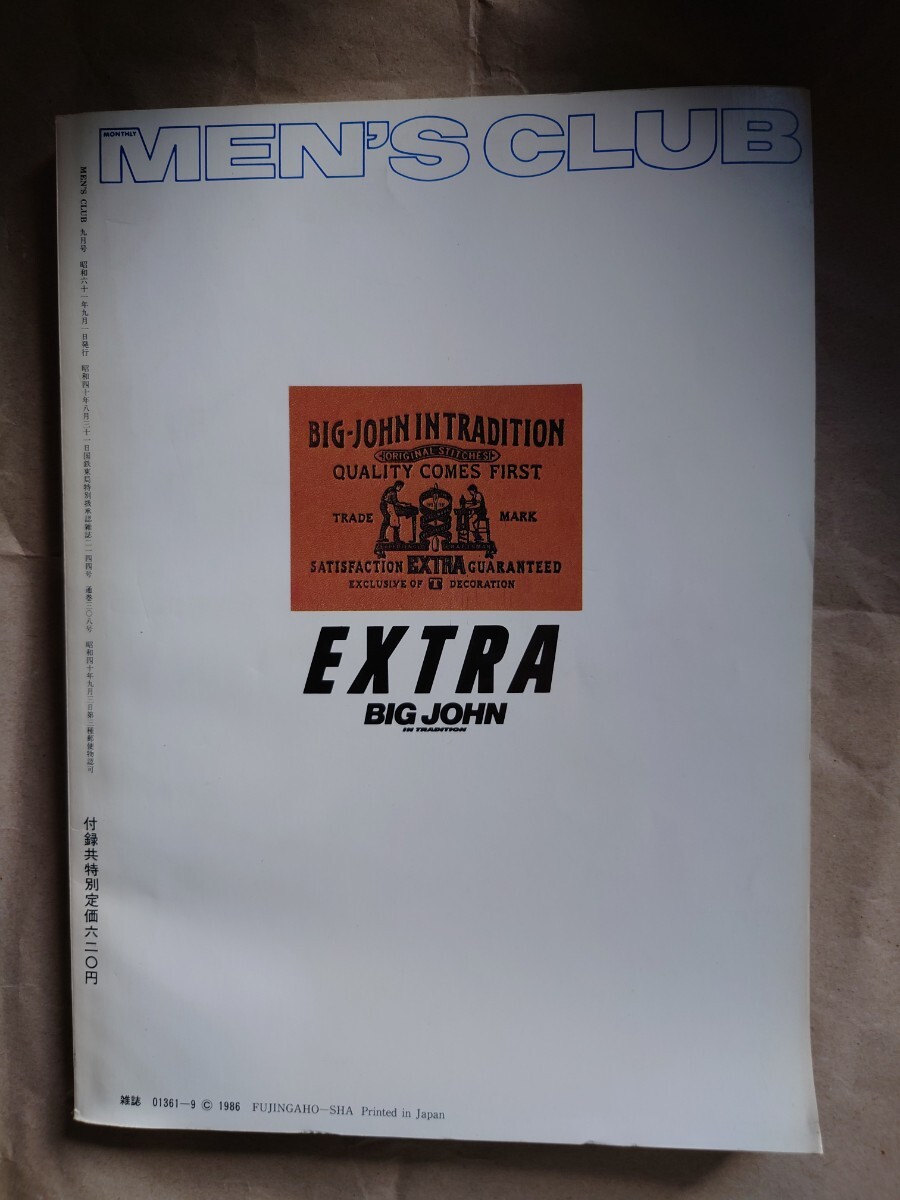 MONTHLY
MEN'S CLUB
MEN'S CLUB 九月号 昭和六十一年九月一日発行 昭和四十年八月三十一日国鉄東局特別扱承認雑誌二一四四号 通巻三〇八号 昭和四十年九月三日第三種郵便物認可
付録共特別定価六二〇円
BIG-JOHN IN TRADITION
ORIGINAL STITCHES
QUALITY COMES FIRST
TRADE MARK
SATISFACTION EXTRA GUARANTEED
EXCLUSIVE OF T DECORATION
EXTRA
BIG JOHN
IN TRADITION
雑誌 01361-9 © 1986 FUJINGAHO-SHA Printed in Japan